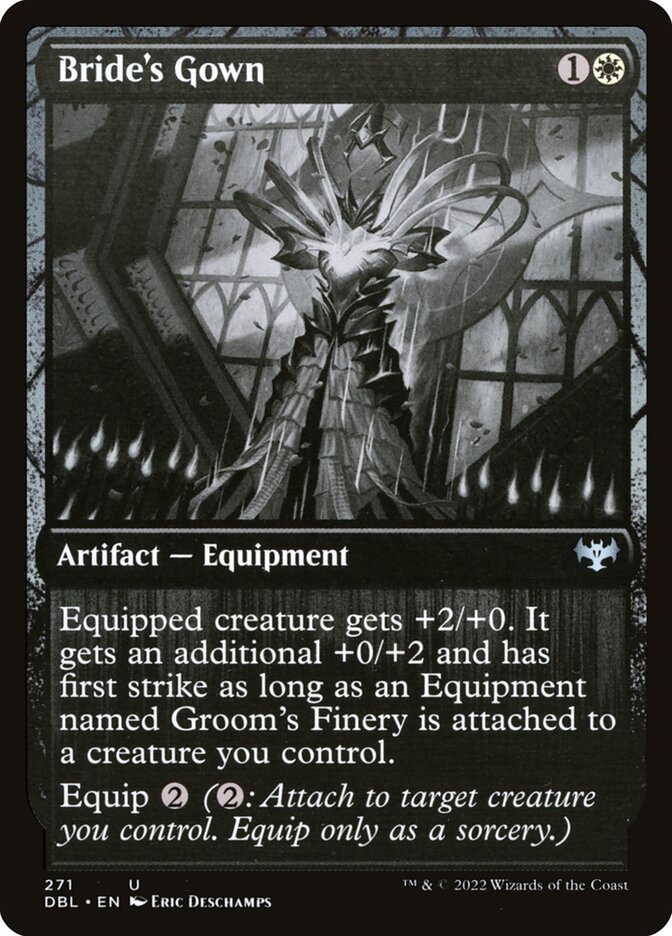 Bride's Gown 1
Artifact — Equipment
Equipped creature gets +2/+0. It
gets an additional +0/+2 and has
first strike as long as an Equipment
named Groom's Finery is attached to
a creature you control.
Equip 2 (2: Attach to target creature
you control. Equip only as a sorcery.)
271 U ™ & © 2022 Wizards of the Coast
DBL • EN Eric Deschamps